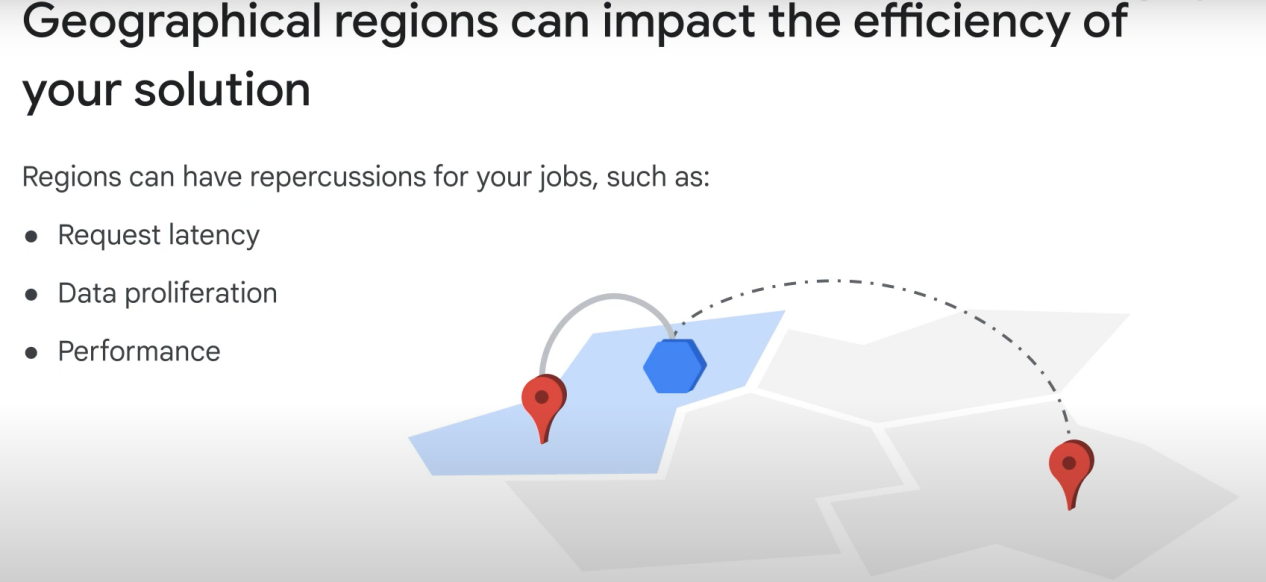 Geographical regions can impact the efficiency of
your solution
Regions can have repercussions for your jobs, such as:
● Request latency
● Data proliferation
● Performance